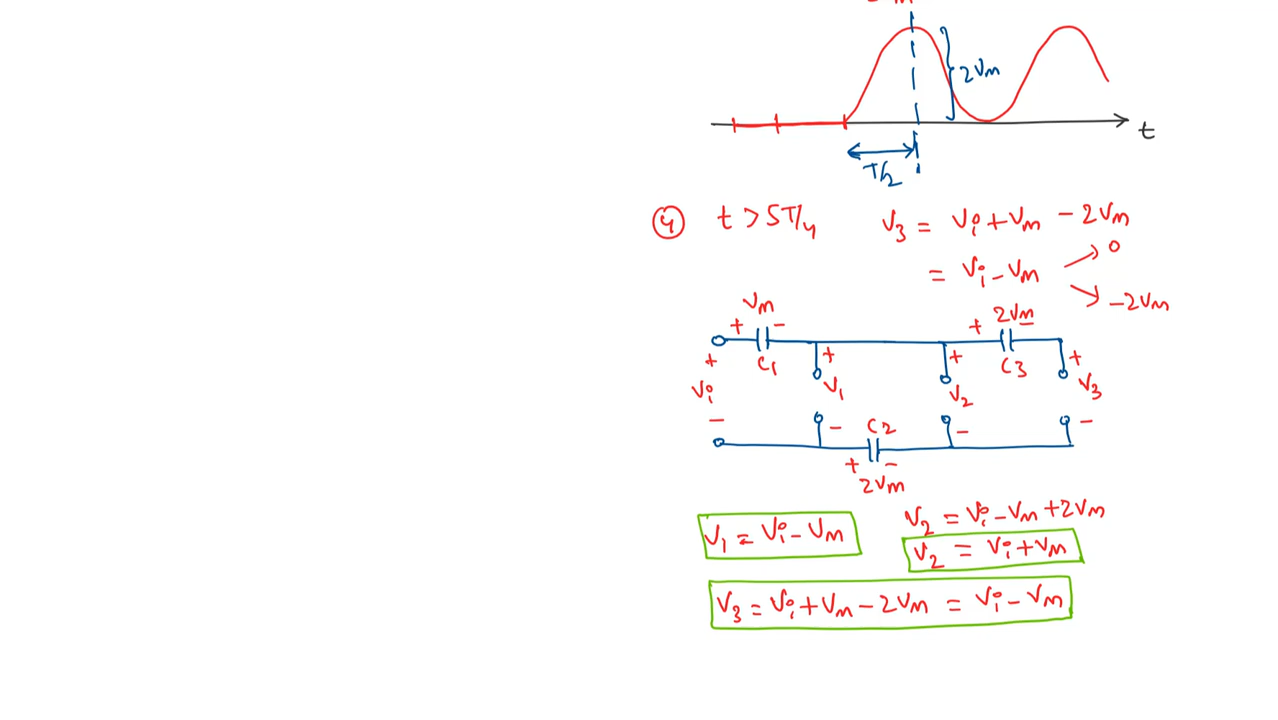 2Vm
t
T/2
④ t > 5T/4 V3 = Vi + Vm - 2Vm
= Vi - Vm → 0
→ -2Vm
Vm 2Vm
+ - +
+ C1 + + C3 +
Vi V1 V2 V3
- - C2 - -
+ -
2Vm
V1 = Vi - Vm V2 = Vi - Vm + 2Vm
V2 = Vi + Vm
V3 = Vi + Vm - 2Vm = Vi - Vm